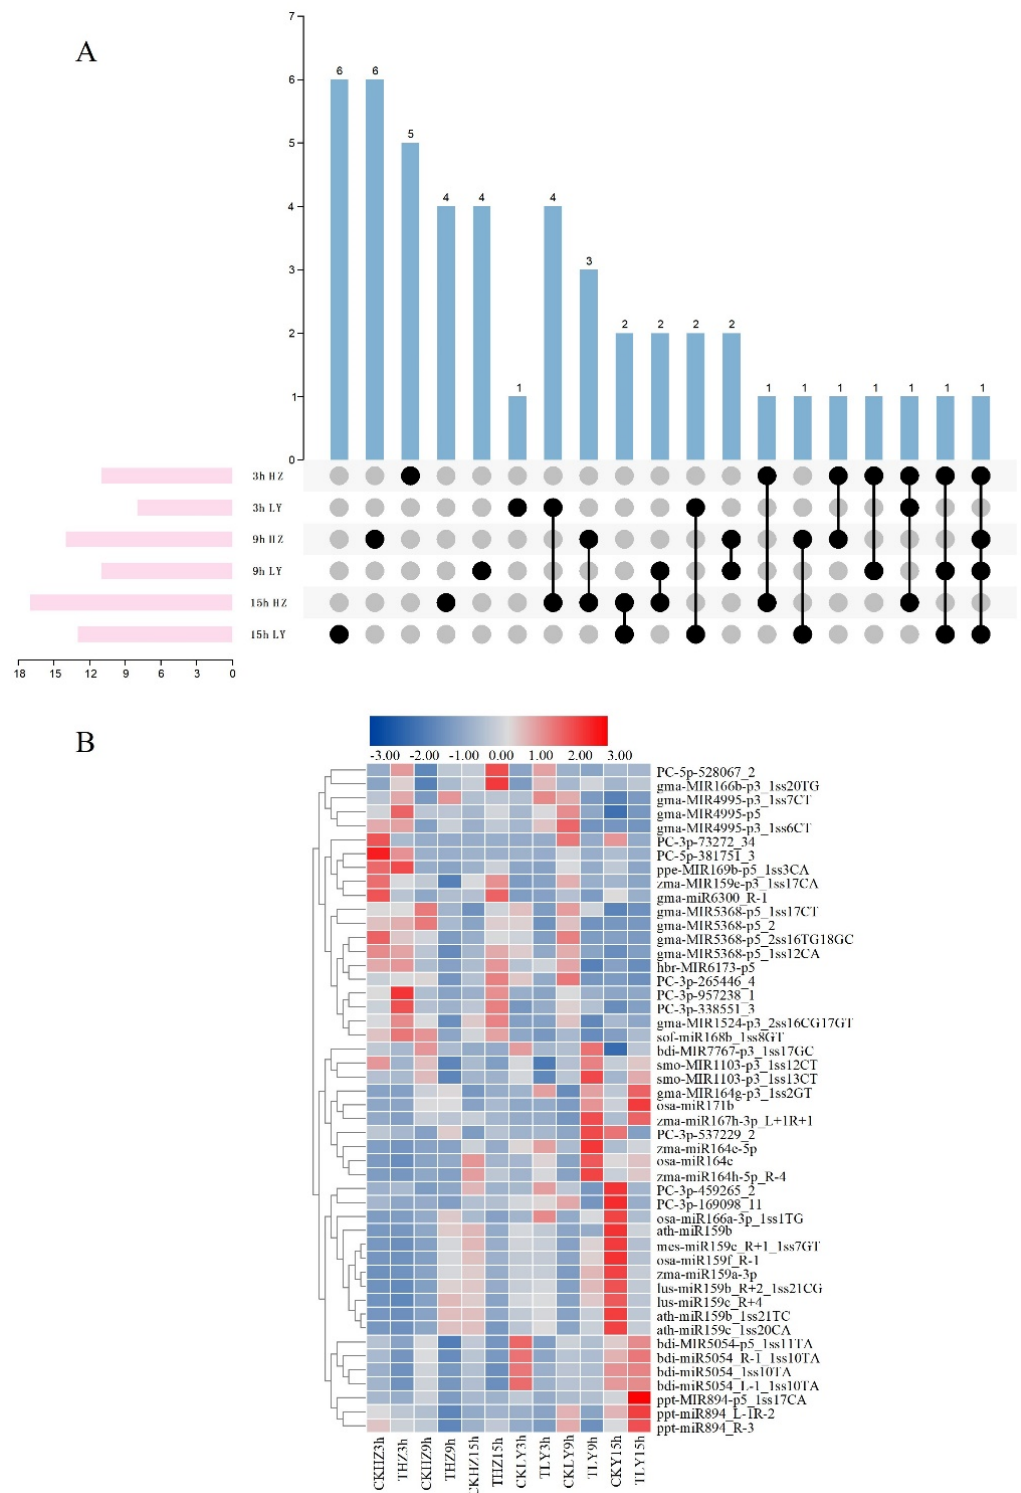 A
7
6
5
4
3
2
1
0
6 6 5 4 4 1 4 3 2 2 2 2 1 1 1 1 1 1 1
3h HZ
3h LY
9h HZ
9h LY
15h HZ
15h LY
18 15 12 9 6 3 0
B
-3.00 -2.00 -1.00 0.00 1.00 2.00 3.00
PC-5p-528067_2
gma-MIR166b-p3_1ss20TG
gma-MIR4995-p3_1ss7CT
gma-MIR4995-p5
gma-MIR4995-p3_1ss6CT
PC-3p-73272_34
PC-5p-381751_3
ppe-MIR169b-p5_1ss3CA
zma-MIR159e-p3_1ss17CA
gma-miR6300_R-1
gma-MIR5368-p5_1ss17CT
gma-MIR5368-p5_2
gma-MIR5368-p5_2ss16TG18GC
gma-MIR5368-p5_1ss12CA
hbr-MIR6173-p5
PC-3p-265446_4
PC-3p-957238_1
PC-3p-338551_3
gma-MIR1524-p3_2ss16CG17GT
sof-miR168b_1ss8GT
bdi-MIR7767-p3_1ss17GC
smo-MIR1103-p3_1ss12CT
smo-MIR1103-p3_1ss13CT
gma-MIR164g-p3_1ss2GT
osa-miR171b
zma-miR167h-3p_L+1R+1
PC-3p-537229_2
zma-miR164c-5p
osa-miR164c
zma-miR164h-5p_R-4
PC-3p-459265_2
PC-3p-169098_11
osa-miR166a-3p_1ss1TG
ath-miR159b
mes-miR159c_R+1_1ss7GT
osa-miR159f_R-1
zma-miR159a-3p
lus-miR159b_R+2_1ss21CG
lus-miR159c_R+4
ath-miR159b_1ss21TC
ath-miR159c_1ss20CA
bdi-MIR5054-p5_1ss11TA
bdi-miR5054_R-1_1ss10TA
bdi-miR5054_1ss10TA
bdi-miR5054_L-1_1ss10TA
ppt-MIR894-p5_1ss17CA
ppt-miR894_L-1R-2
ppt-miR894_R-3
CKHZ3h
THZ3h
CKHZ9h
THZ9h
CKHZ15h
THZ15h
CKLY3h
TLY3h
CKLY9h
TLY9h
CKY15h
TLY15h